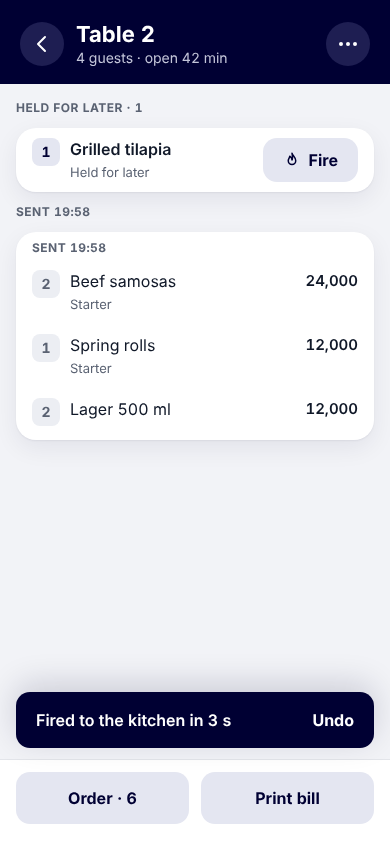 Table 2
4 guests · open 42 min
HELD FOR LATER · 1
1 Grilled tilapia
Held for later
Fire
SENT 19:58
SENT 19:58
2 Beef samosas 24,000
Starter
1 Spring rolls 12,000
Starter
2 Lager 500 ml 12,000
Fired to the kitchen in 3 s Undo
Order · 6 Print bill